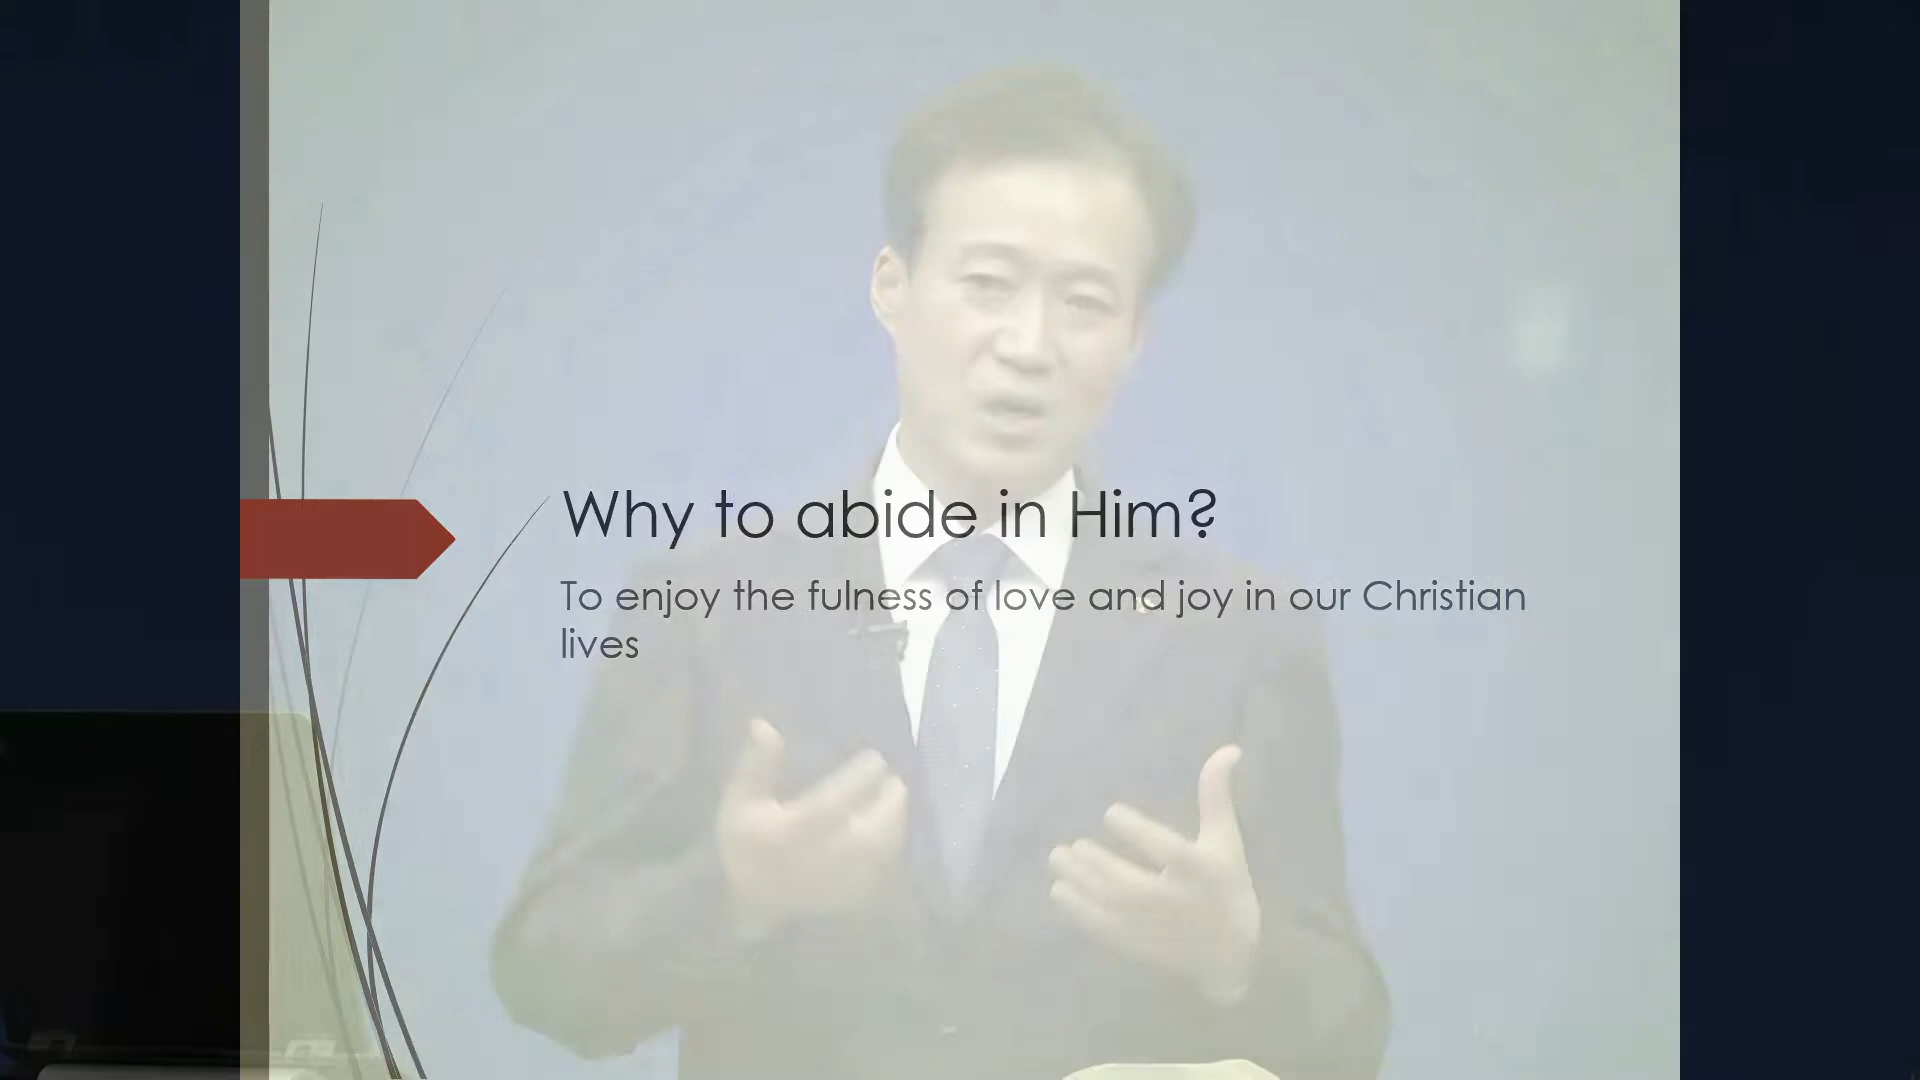 Why to abide in Him?
To enjoy the fulness of love and joy in our Christian
lives